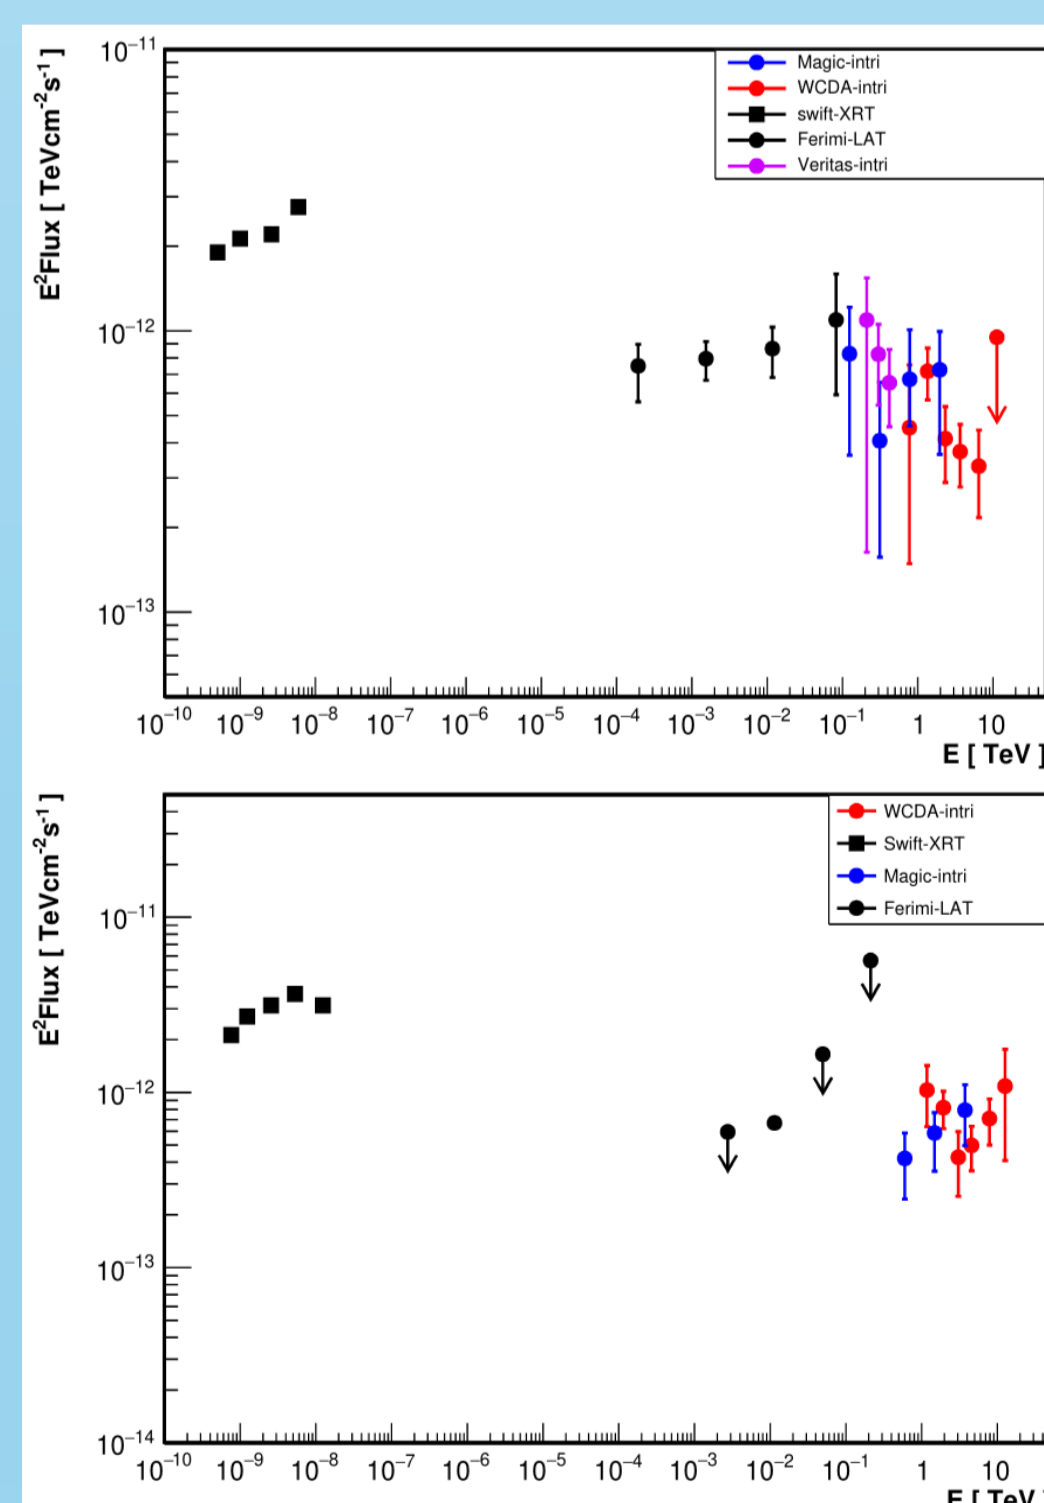 10⁻¹¹
E²Flux [ TeVcm⁻²s⁻¹ ]
Magic-intri
WCDA-intri
swift-XRT
Ferimi-LAT
Veritas-intri
10⁻¹²
10⁻¹³
10⁻¹⁰ 10⁻⁹ 10⁻⁸ 10⁻⁷ 10⁻⁶ 10⁻⁵ 10⁻⁴ 10⁻³ 10⁻² 10⁻¹ 1 10
E [ TeV ]
E²Flux [ TeVcm⁻²s⁻¹ ]
WCDA-intri
Swift-XRT
Magic-intri
Ferimi-LAT
10⁻¹¹
10⁻¹²
10⁻¹³
10⁻¹⁴
10⁻¹⁰ 10⁻⁹ 10⁻⁸ 10⁻⁷ 10⁻⁶ 10⁻⁵ 10⁻⁴ 10⁻³ 10⁻² 10⁻¹ 1 10
E [ TeV ]